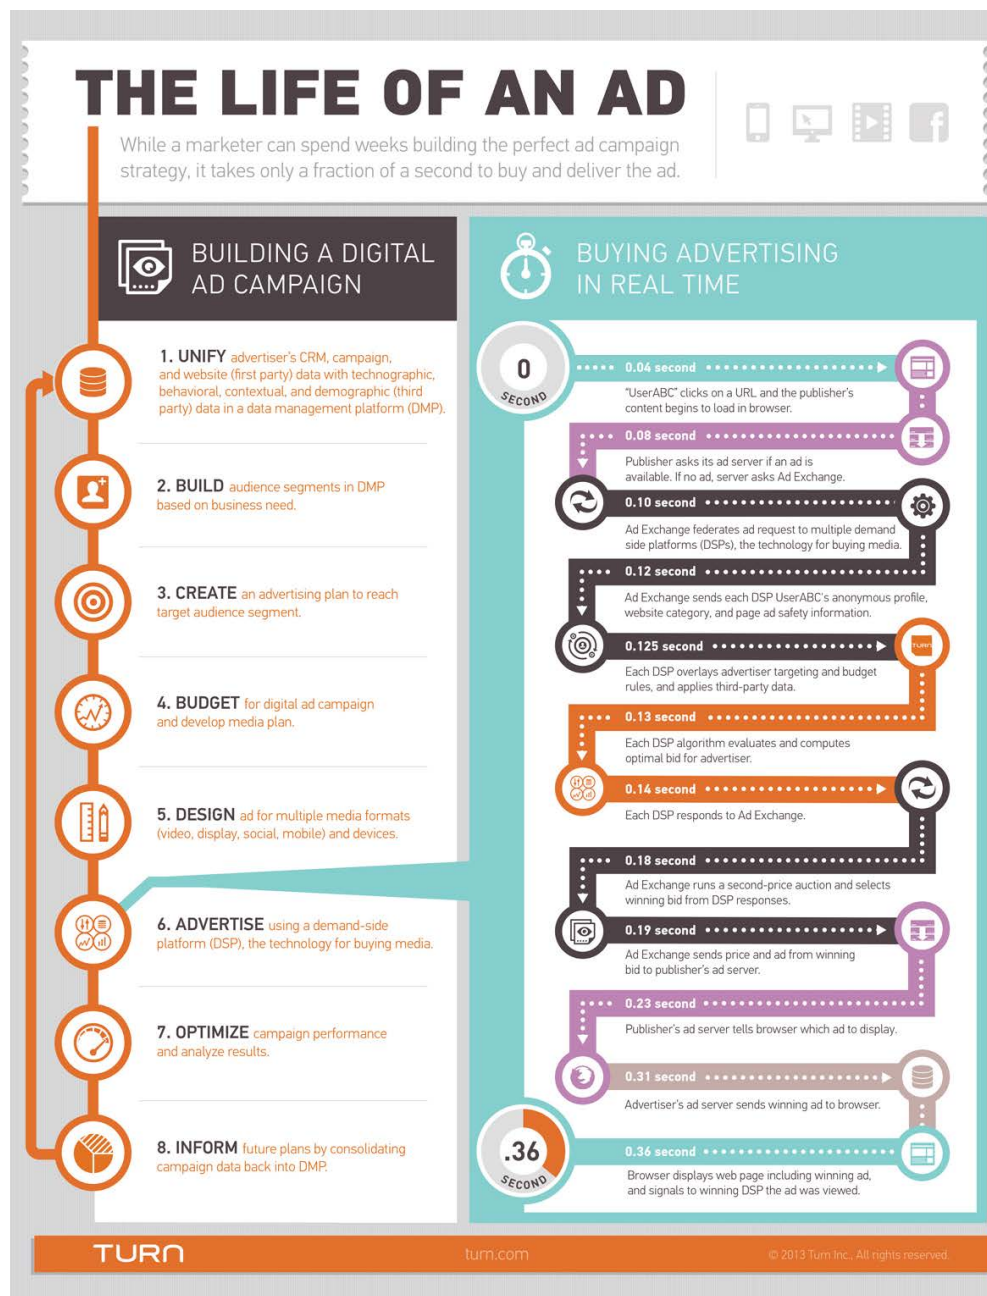 THE LIFE OF AN AD
While a marketer can spend weeks building the perfect ad campaign
strategy, it takes only a fraction of a second to buy and deliver the ad.
BUILDING A DIGITAL
AD CAMPAIGN
1. UNIFY advertiser's CRM, campaign,
and website (first party) data with technographic,
behavioral, contextual, and demographic (third
party) data in a data management platform (DMP).
2. BUILD audience segments in DMP
based on business need.
3. CREATE an advertising plan to reach
target audience segment.
4. BUDGET for digital ad campaign
and develop media plan.
5. DESIGN ad for multiple media formats
(video, display, social, mobile) and devices.
6. ADVERTISE using a demand-side
platform (DSP), the technology for buying media.
7. OPTIMIZE campaign performance
and analyze results.
8. INFORM future plans by consolidating
campaign data back into DMP.
BUYING ADVERTISING
IN REAL TIME
0
SECOND
0.04 second
"UserABC" clicks on a URL and the publisher's
content begins to load in browser.
0.08 second
Publisher asks its ad server if an ad is
available. If no ad, server asks Ad Exchange.
0.10 second
Ad Exchange federates ad request to multiple demand
side platforms (DSPs), the technology for buying media.
0.12 second
Ad Exchange sends each DSP UserABC's anonymous profile,
website category, and page ad safety information.
0.125 second
TURN
Each DSP overlays advertiser targeting and budget
rules, and applies third-party data.
0.13 second
Each DSP algorithm evaluates and computes
optimal bid for advertiser.
0.14 second
Each DSP responds to Ad Exchange.
0.18 second
Ad Exchange runs a second-price auction and selects
winning bid from DSP responses.
0.19 second
Ad Exchange sends price and ad from winning
bid to publisher's ad server.
0.23 second
Publisher's ad server tells browser which ad to display.
0.31 second
Advertiser's ad server sends winning ad to browser.
.36
SECOND
0.36 second
Browser displays web page including winning ad,
and signals to winning DSP the ad was viewed.
TURN
turn.com
© 2013 Turn Inc., All rights reserved.